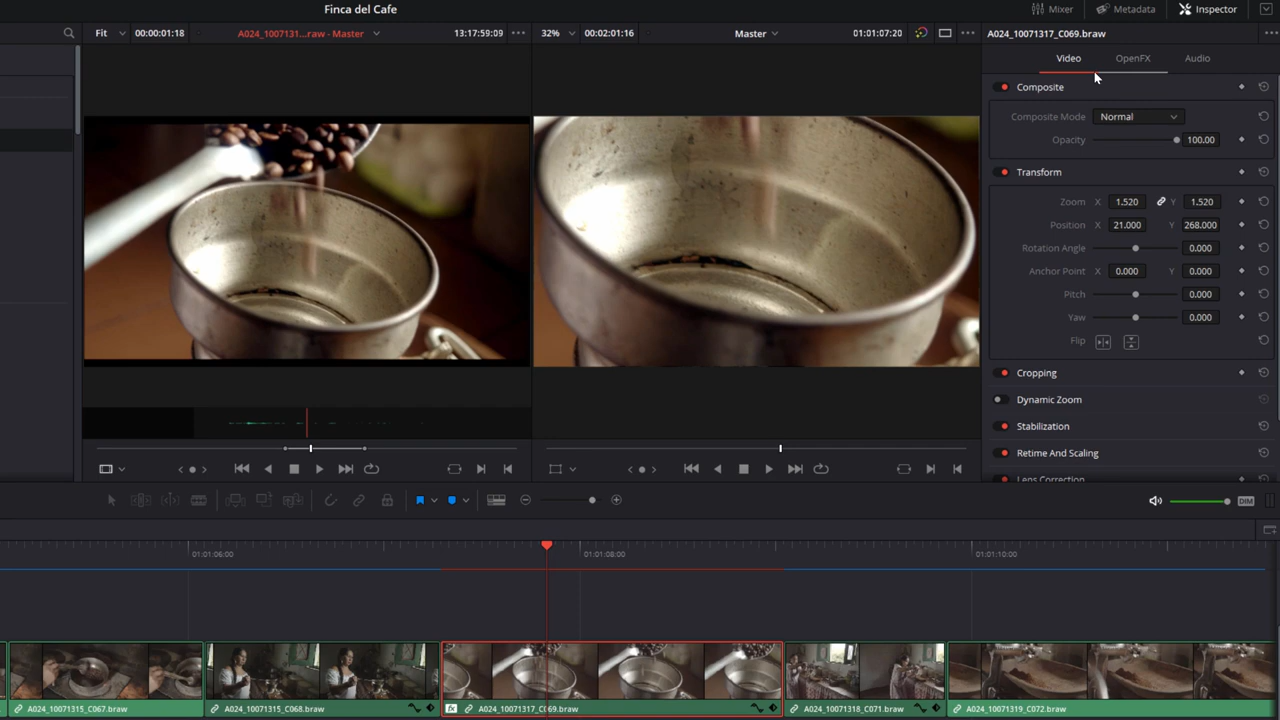 Finca del Cafe
Mixer
Metadata
Inspector
Fit
00:00:01:18
A024_1007131...raw - Master
13:17:59:09
32%
00:02:01:16
Master
01:01:07:20
A024_10071317_C069.braw
Video
OpenFX
Audio
Composite
Composite Mode
Normal
Opacity
100.00
Transform
Zoom X 1.520 Y 1.520
Position X 21.000 Y 268.000
Rotation Angle 0.000
Anchor Point X 0.000 Y 0.000
Pitch 0.000
Yaw 0.000
Flip
Cropping
Dynamic Zoom
Stabilization
Retime And Scaling
Lens Correction
DIM
01:01:06:00
01:01:08:00
01:01:10:00
A024_10071315_C067.braw
A024_10071315_C068.braw
fx A024_10071317_C069.braw
A024_10071318_C071.braw
A024_10071319_C072.braw